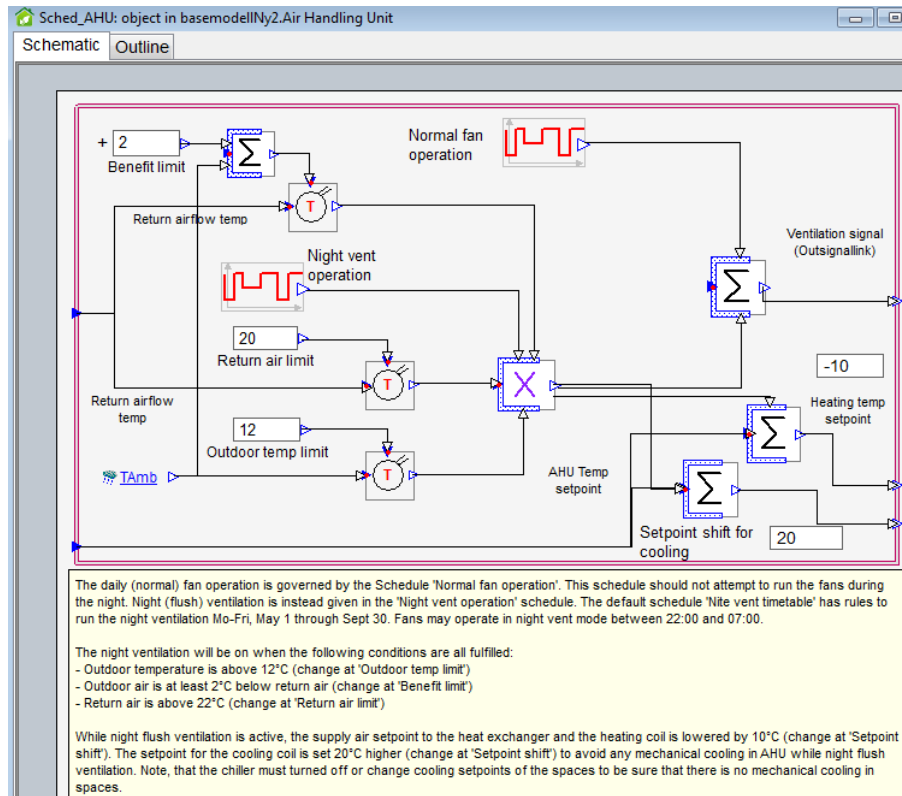 Sched_AHU: object in basemodellNy2.Air Handling Unit
Schematic Outline
+ 2
Benefit limit
Σ
Normal fan
operation
T
Return airflow temp
Night vent
operation
Ventilation signal
(Outsignallink)
Σ
20
Return air limit
T
X
-10
Return airflow
temp
Heating temp
setpoint
12
Outdoor temp limit
Σ
TAmb
T
AHU Temp
setpoint
Σ
Setpoint shift for
cooling
20
The daily (normal) fan operation is governed by the Schedule 'Normal fan operation'. This schedule should not attempt to run the fans during
the night. Night (flush) ventilation is instead given in the 'Night vent operation' schedule. The default schedule 'Nite vent timetable' has rules to
run the night ventilation Mo-Fri, May 1 through Sept 30. Fans may operate in night vent mode between 22:00 and 07:00.
The night ventilation will be on when the following conditions are all fulfilled:
- Outdoor temperature is above 12°C (change at 'Outdoor temp limit')
- Outdoor air is at least 2°C below return air (change at 'Benefit limit')
- Return air is above 22°C (change at 'Return air limit')
While night flush ventilation is active, the supply air setpoint to the heat exchanger and the heating coil is lowered by 10°C (change at 'Setpoint
shift'). The setpoint for the cooling coil is set 20°C higher (change at 'Setpoint shift') to avoid any mechanical cooling in AHU while night flush
ventilation. Note, that the chiller must turned off or change cooling setpoints of the spaces to be sure that there is no mechanical cooling in
spaces.